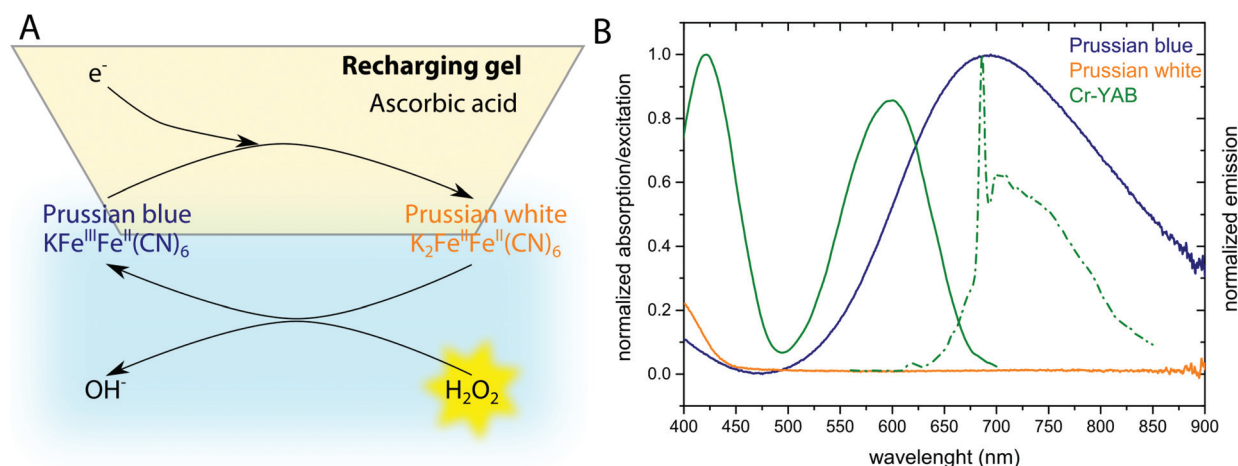 A
Recharging gel
Ascorbic acid
e⁻
Prussian blue
KFeᴵᴵᴵFeᴵᴵ(CN)₆
Prussian white
K₂FeᴵᴵFeᴵᴵ(CN)₆
OH⁻
H₂O₂
B
Prussian blue
Prussian white
Cr-YAB
normalized absorption/excitation
1.0
0.8
0.6
0.4
0.2
0.0
400 450 500 550 600 650 700 750 800 850 900
wavelenght (nm)
normalized emission